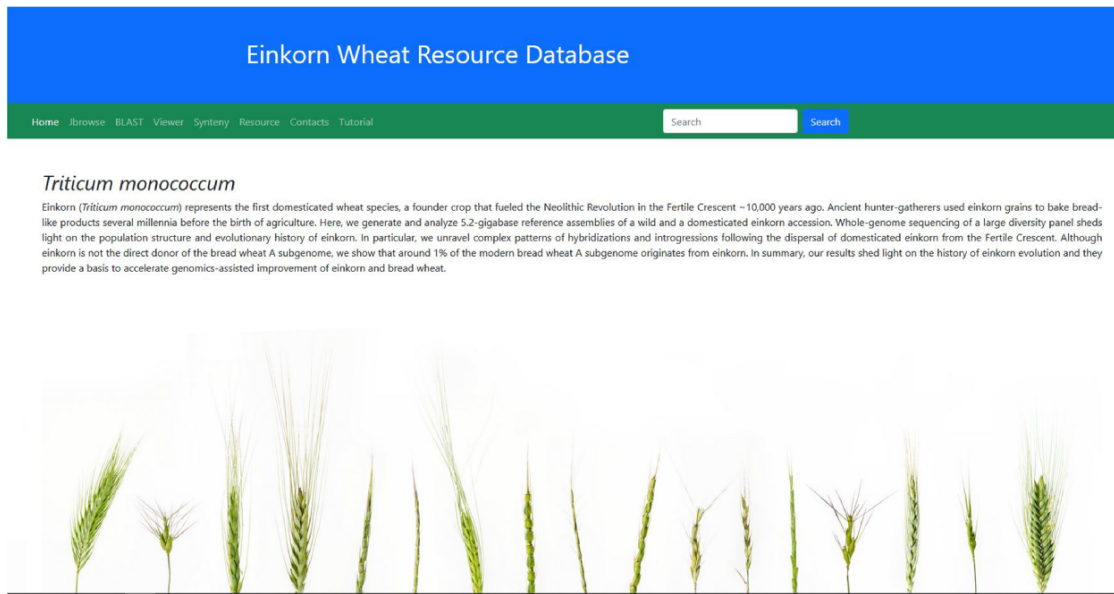 Einkorn Wheat Resource Database
Home Jbrowse BLAST Viewer Synteny Resource Contacts Tutorial Search Search
Triticum monococcum
Einkorn (Triticum monococcum) represents the first domesticated wheat species, a founder crop that fueled the Neolithic Revolution in the Fertile Crescent ~10,000 years ago. Ancient hunter-gatherers used einkorn grains to bake bread-
like products several millennia before the birth of agriculture. Here, we generate and analyze 5.2-gigabase reference assemblies of a wild and a domesticated einkorn accession. Whole-genome sequencing of a large diversity panel sheds
light on the population structure and evolutionary history of einkorn. In particular, we unravel complex patterns of hybridizations and introgressions following the dispersal of domesticated einkorn from the Fertile Crescent. Although
einkorn is not the direct donor of the bread wheat A subgenome, we show that around 1% of the modern bread wheat A subgenome originates from einkorn. In summary, our results shed light on the history of einkorn evolution and they
provide a basis to accelerate genomics-assisted improvement of einkorn and bread wheat.